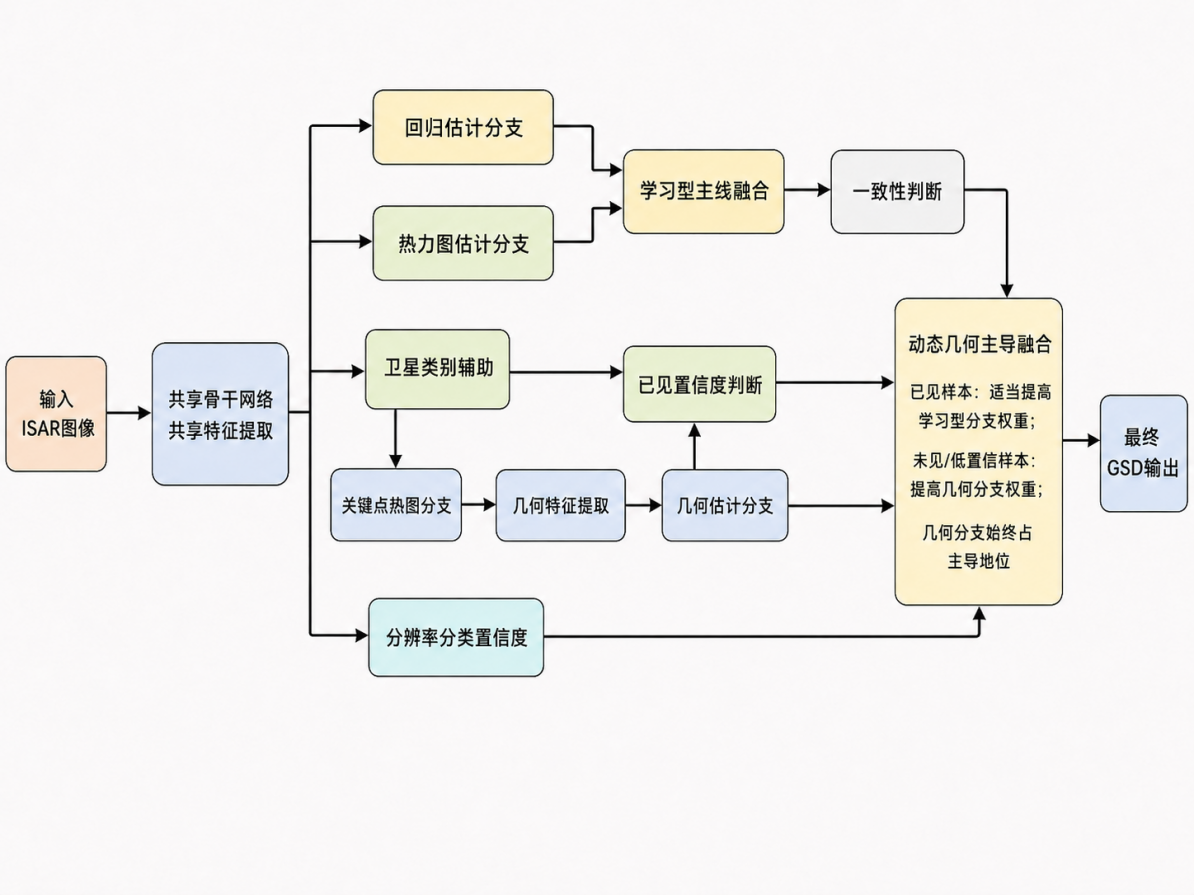 回归估计分支
热力图估计分支
学习型主线融合
一致性判断
输入
ISAR图像
共享骨干网络
共享特征提取
卫星类别辅助
已见置信度判断
关键点热图分支
几何特征提取
几何估计分支
分辨率分类置信度
动态几何主导融合
已见样本：适当提高
学习型分支权重；
未见/低置信样本：
提高几何分支权重；
几何分支始终占
主导地位
最终
GSD输出